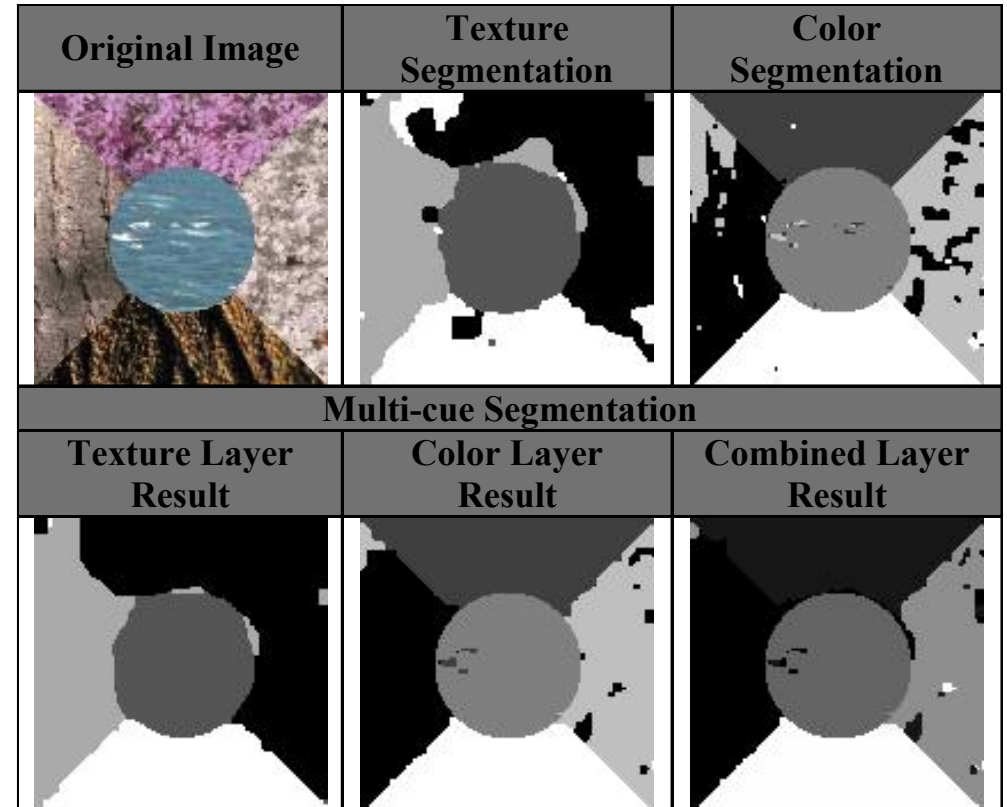 Original Image
Texture
Segmentation
Color
Segmentation
Multi-cue Segmentation
Texture Layer
Result
Color Layer
Result
Combined Layer
Result